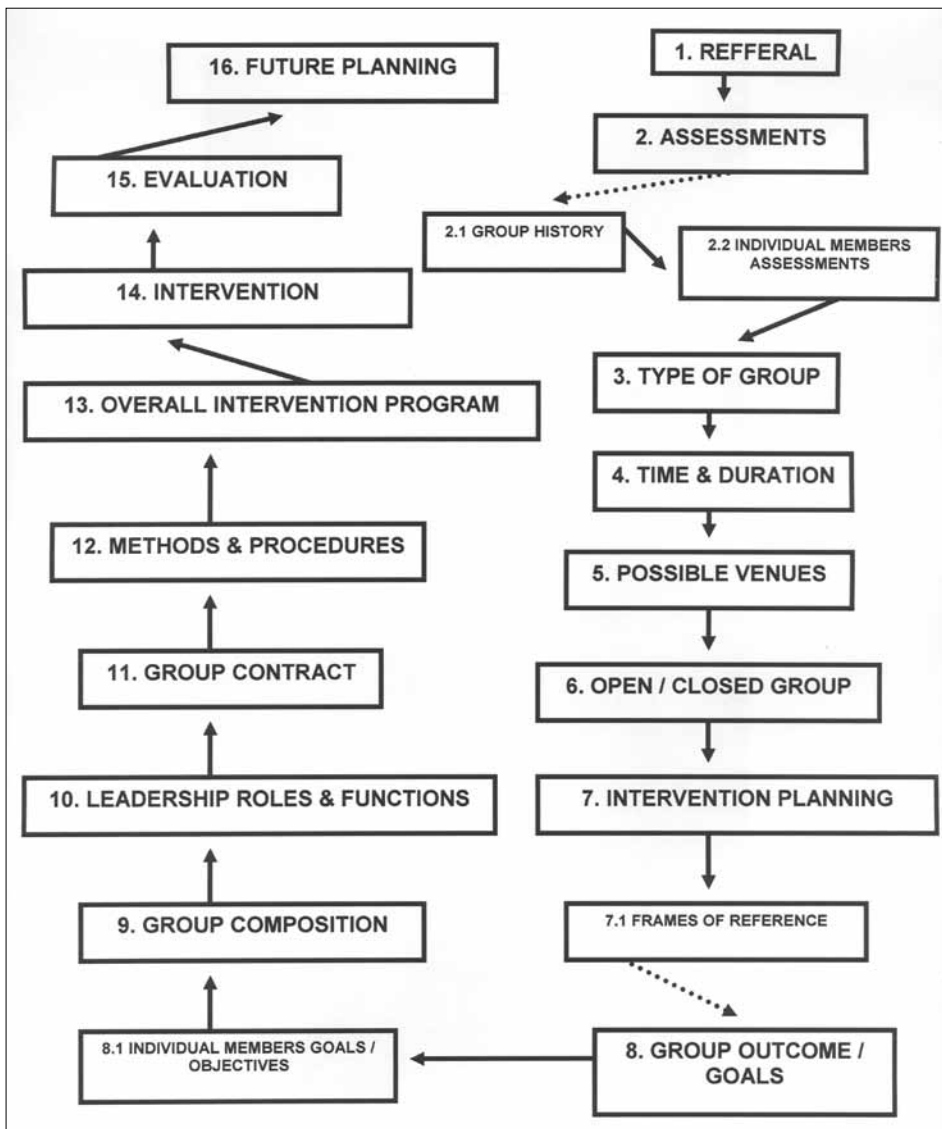 1. REFFERAL
2. ASSESSMENTS
2.1 GROUP HISTORY
2.2 INDIVIDUAL MEMBERS
ASSESSMENTS
3. TYPE OF GROUP
4. TIME & DURATION
5. POSSIBLE VENUES
6. OPEN / CLOSED GROUP
7. INTERVENTION PLANNING
7.1 FRAMES OF REFERENCE
8. GROUP OUTCOME /
GOALS
8.1 INDIVIDUAL MEMBERS GOALS /
OBJECTIVES
9. GROUP COMPOSITION
10. LEADERSHIP ROLES & FUNCTIONS
11. GROUP CONTRACT
12. METHODS & PROCEDURES
13. OVERALL INTERVENTION PROGRAM
14. INTERVENTION
15. EVALUATION
16. FUTURE PLANNING